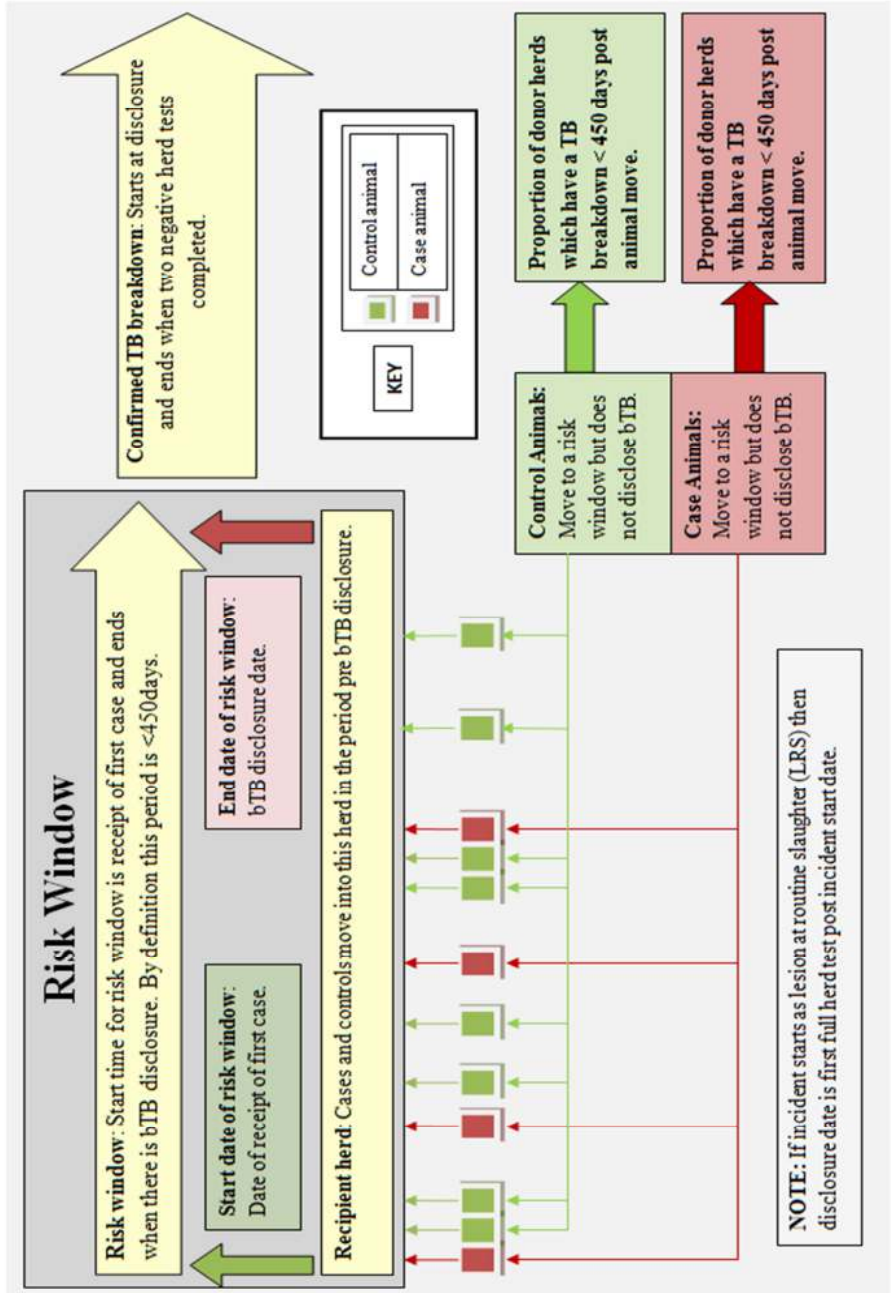 Risk Window
Risk window: Start time for risk window is receipt of first case and ends
when there is bTB disclosure. By definition this period is <450days.
Start date of risk window:
Date of receipt of first case.
End date of risk window:
bTB disclosure date.
Recipient herd: Cases and controls move into this herd in the period pre bTB disclosure.
Confirmed TB breakdown: Starts at disclosure
and ends when two negative herd tests
completed.
KEY
Control animal
Case animal
Control Animals:
Move to a risk
window but does
not disclose bTB.
Case Animals:
Move to a risk
window but does
not disclose bTB.
Proportion of donor herds
which have a TB
breakdown < 450 days post
animal move.
Proportion of donor herds
which have a TB
breakdown < 450 days post
animal move.
NOTE: If incident starts as lesion at routine slaughter (LRS) then
disclosure date is first full herd test post incident start date.